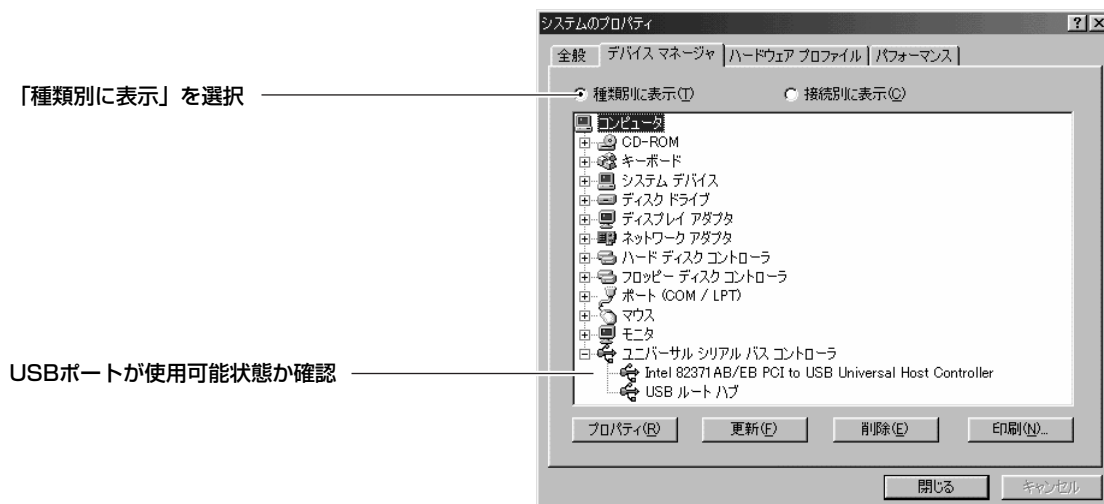 システムのプロパティ
全般 デバイス マネージャ ハードウェア プロファイル パフォーマンス
「種類別に表示」を選択
種類別に表示(T) 接続別に表示(C)
コンピュータ
CD-ROM
キーボード
システム デバイス
ディスク ドライブ
ディスプレイ アダプタ
ネットワーク アダプタ
ハード ディスク コントローラ
フロッピー ディスク コントローラ
ポート (COM / LPT)
マウス
モニタ
ユニバーサル シリアル バス コントローラ
USBポートが使用可能状態か確認
Intel 82371AB/EB PCI to USB Universal Host Controller
USB ルート ハブ
プロパティ(R) 更新(F) 削除(E) 印刷(N)...
閉じる キャンセル